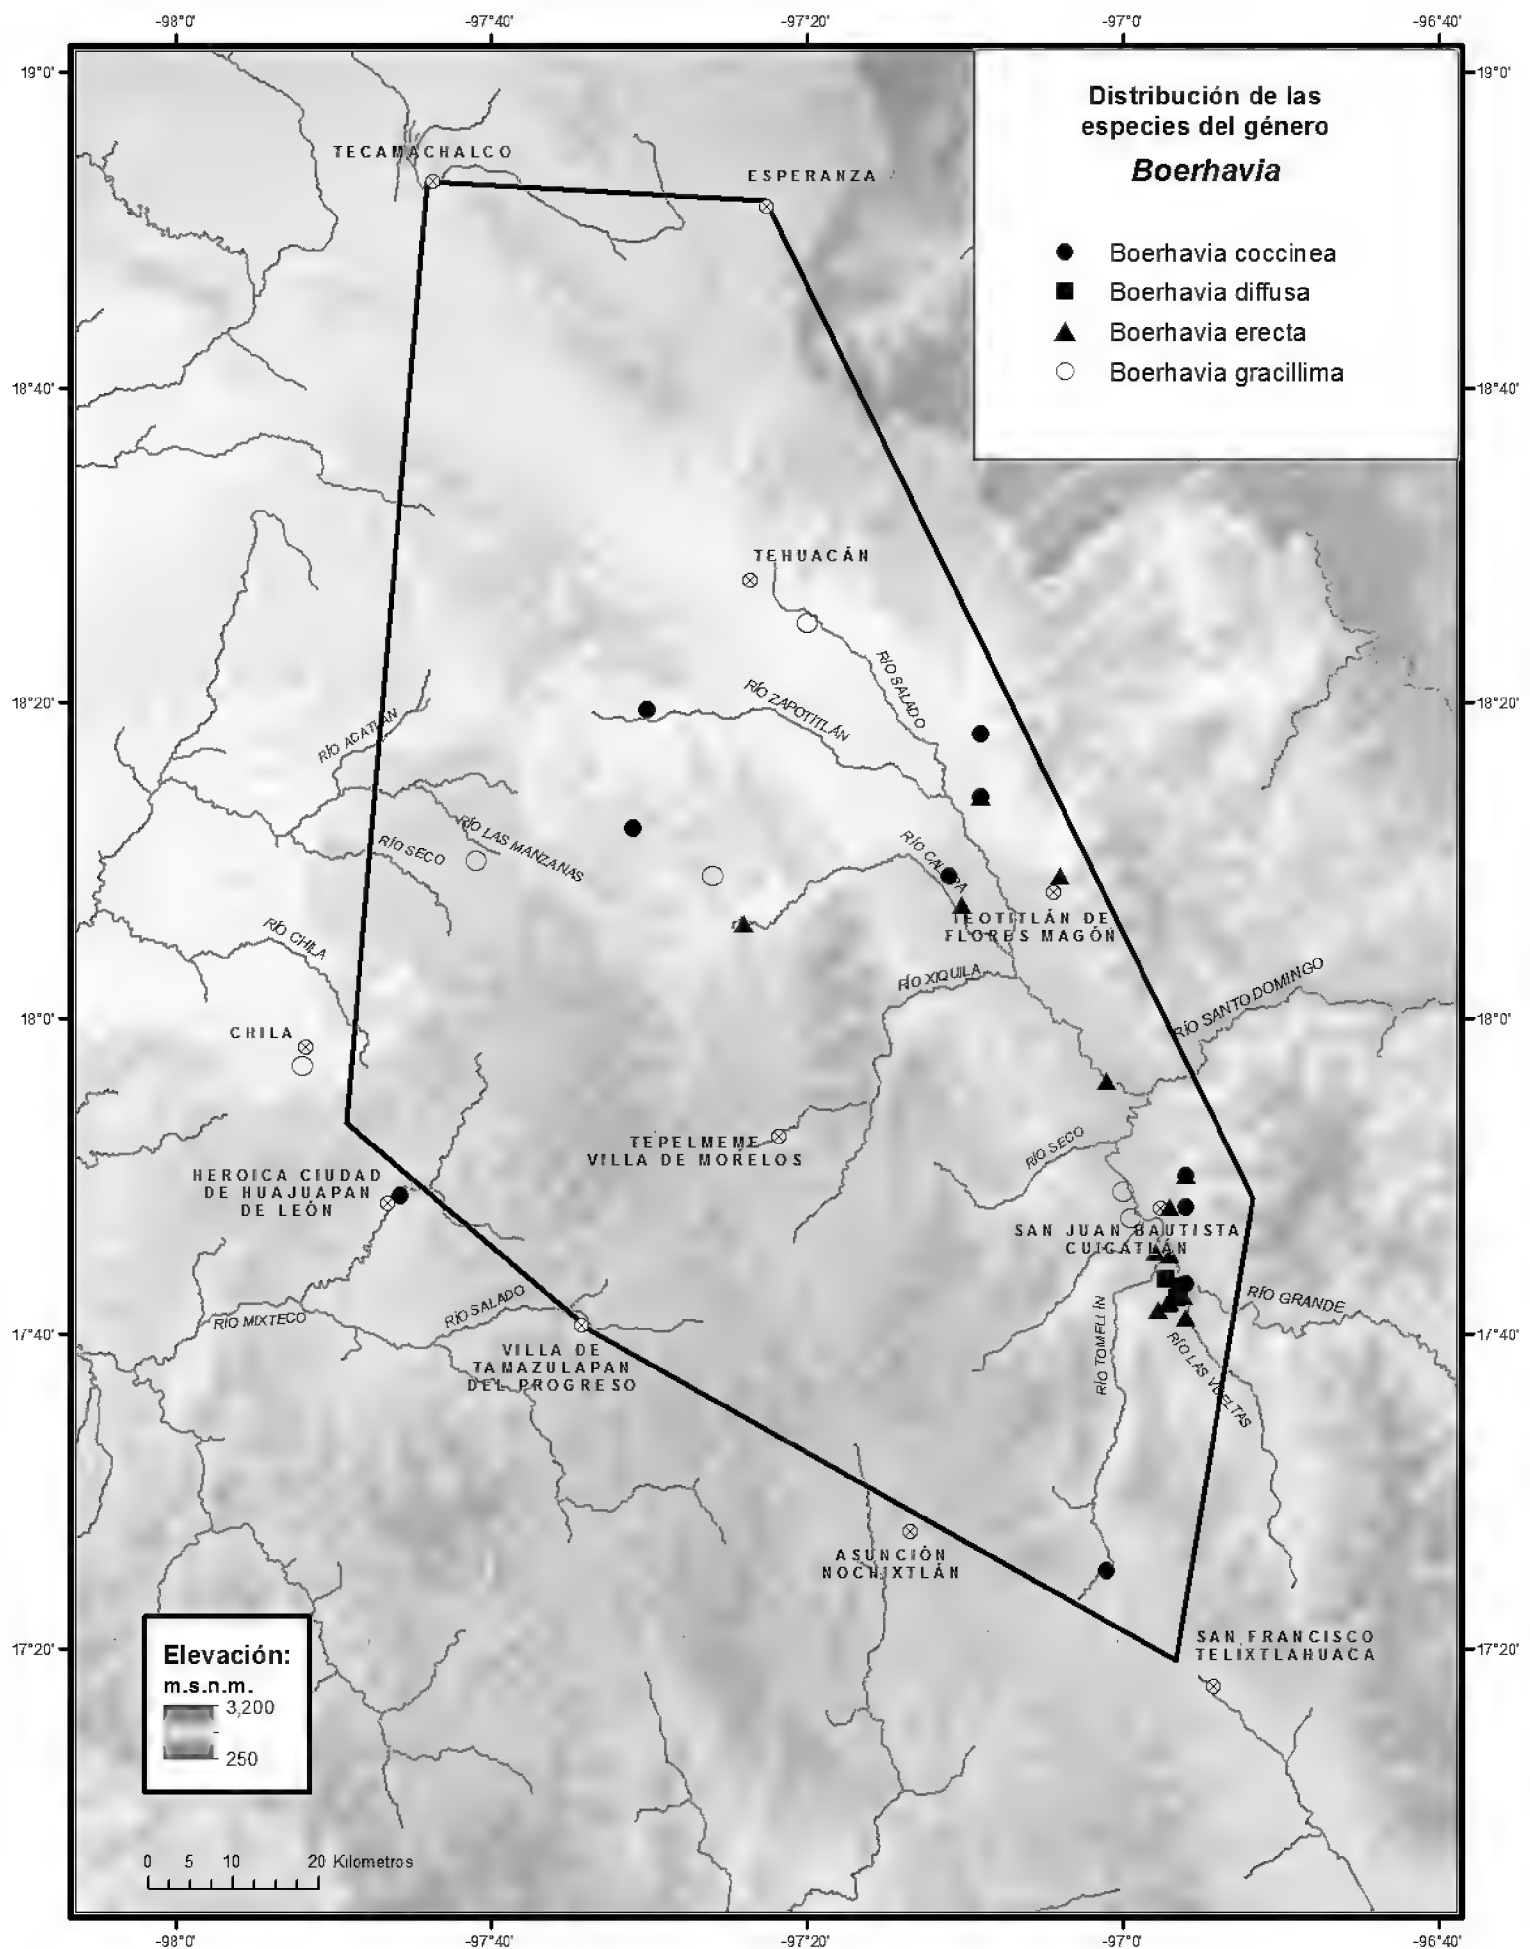 -98°0'
-97°40'
-97°20'
-97°0'
-96°40'
19°0'
19°0'
Distribución de las
especies del género
Boerhavia
Boerhavia coccinea
Boerhavia diffusa
Boerhavia erecta
Boerhavia gracillima
TECAMACHALCO
ESPERANZA
18°40'
18°40'
TEHUACÁN
RÍO SALADO
RÍO ZAPOTITLÁN
18°20'
18°20'
RÍO ACATLÁN
RÍO LAS MANZANAS
RÍO SECO
RÍO CALAPA
TEOTITLÁN DE
FLORES MAGÓN
RÍO CHILA
RÍO XIQUILA
RÍO SANTO DOMINGO
18°0'
18°0'
CHILA
TEPELMEME
VILLA DE MORELOS
RÍO SECO
HEROICA CIUDAD
DE HUAJUAPAN
DE LEÓN
SAN JUAN BAUTISTA
CUICATLÁN
RÍO SALADO
RÍO MIXTECO
RÍO GRANDE
17°40'
17°40'
VILLA DE
TAMAZULAPAN
DEL PROGRESO
RÍO TOMELLÍN
RÍO LAS VUELTAS
ASUNCIÓN
NOCHIXTLÁN
SAN FRANCISCO
TELIXTLAHUACA
17°20'
17°20'
Elevación:
m.s.n.m.
3,200
250
0 5 10 20 Kilometros
-98°0'
-97°40'
-97°20'
-97°0'
-96°40'